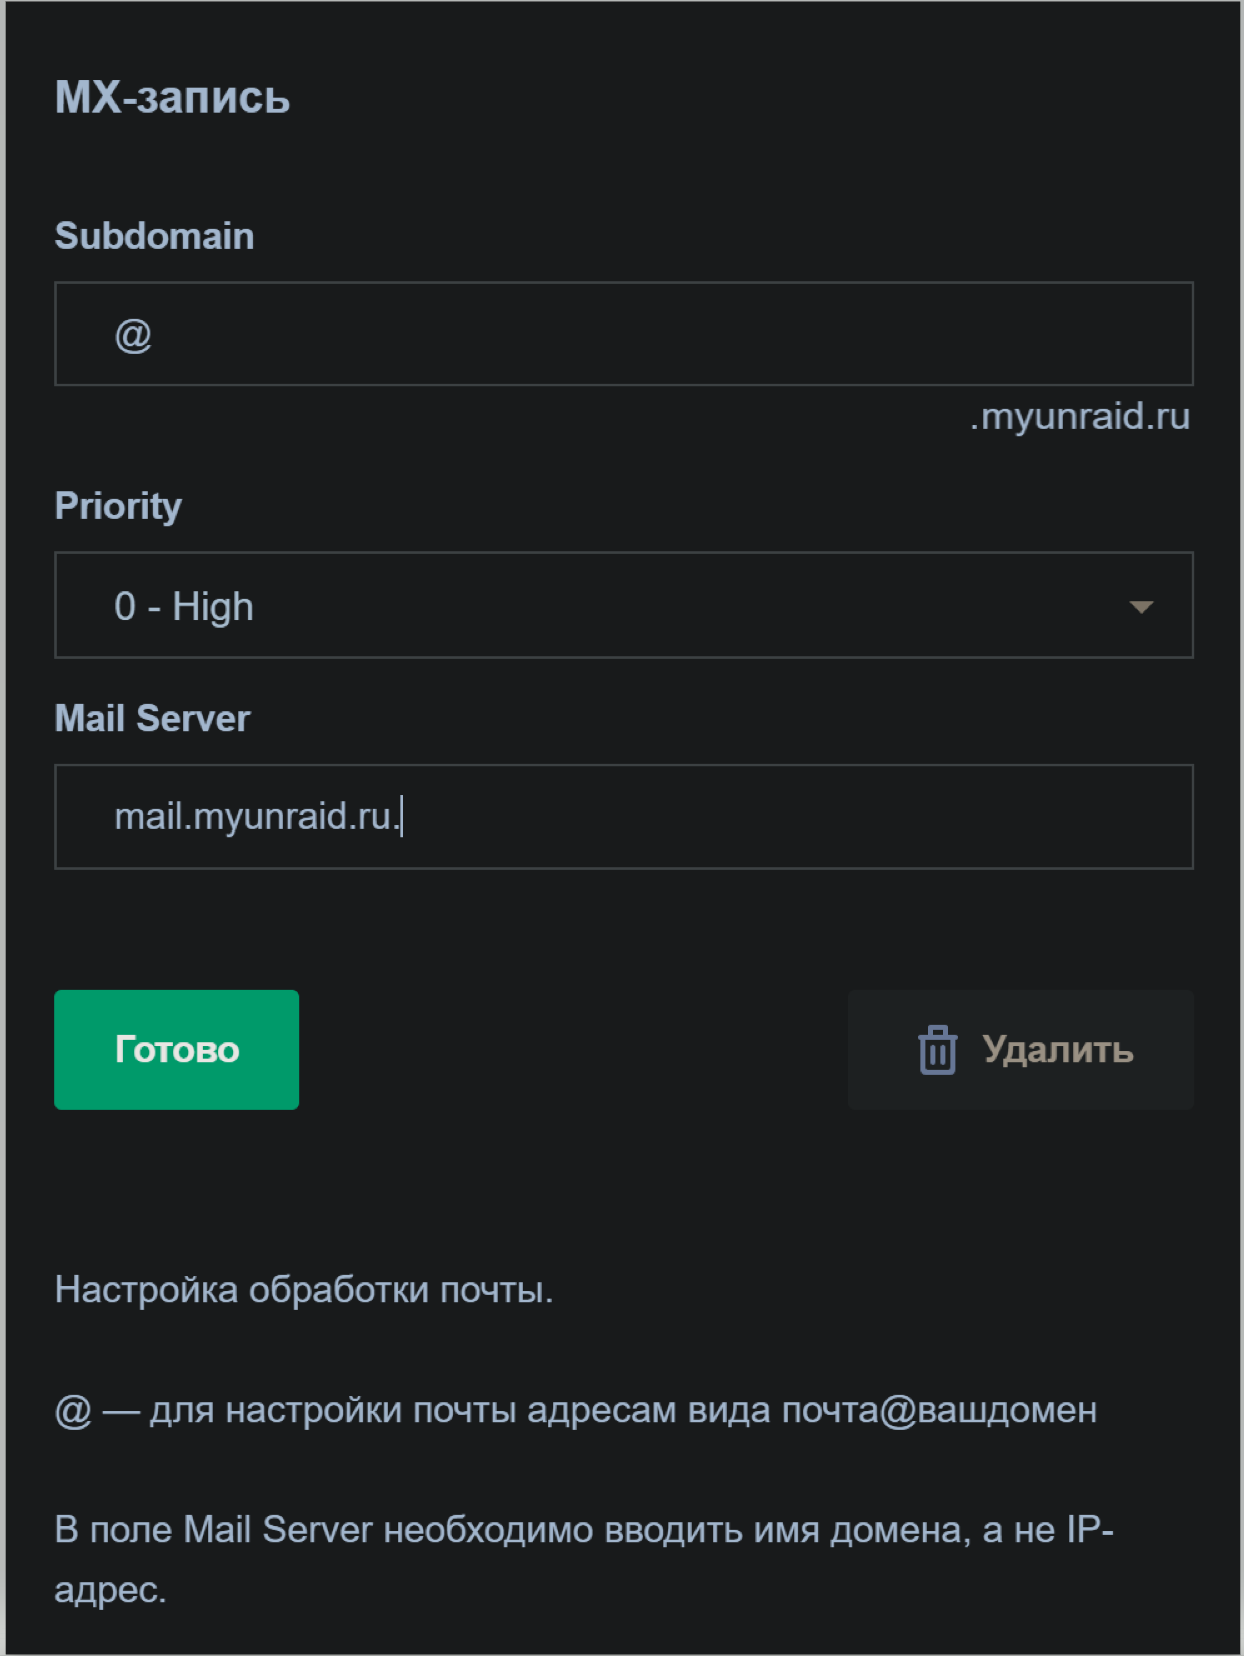 MX-запись
Subdomain
@
.myunraid.ru
Priority
0 - High
Mail Server
mail.myunraid.ru.
Готово
Удалить
Настройка обработки почты.
@ — для настройки почты адресам вида почта@вашдомен
В поле Mail Server необходимо вводить имя домена, а не IP-
адрес.